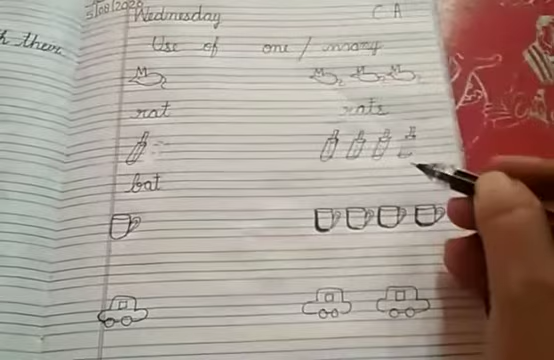 Wednesday C A
Use of one / many
rat rats
bat